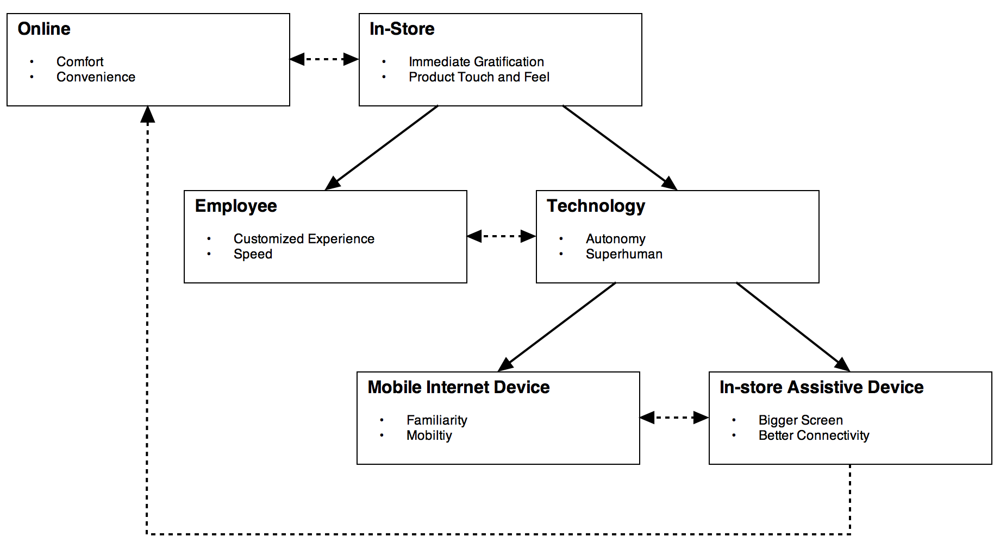 Online
• Comfort
• Convenience
In-Store
• Immediate Gratification
• Product Touch and Feel
Employee
• Customized Experience
• Speed
Technology
• Autonomy
• Superhuman
Mobile Internet Device
• Familiarity
• Mobiltiy
In-store Assistive Device
• Bigger Screen
• Better Connectivity